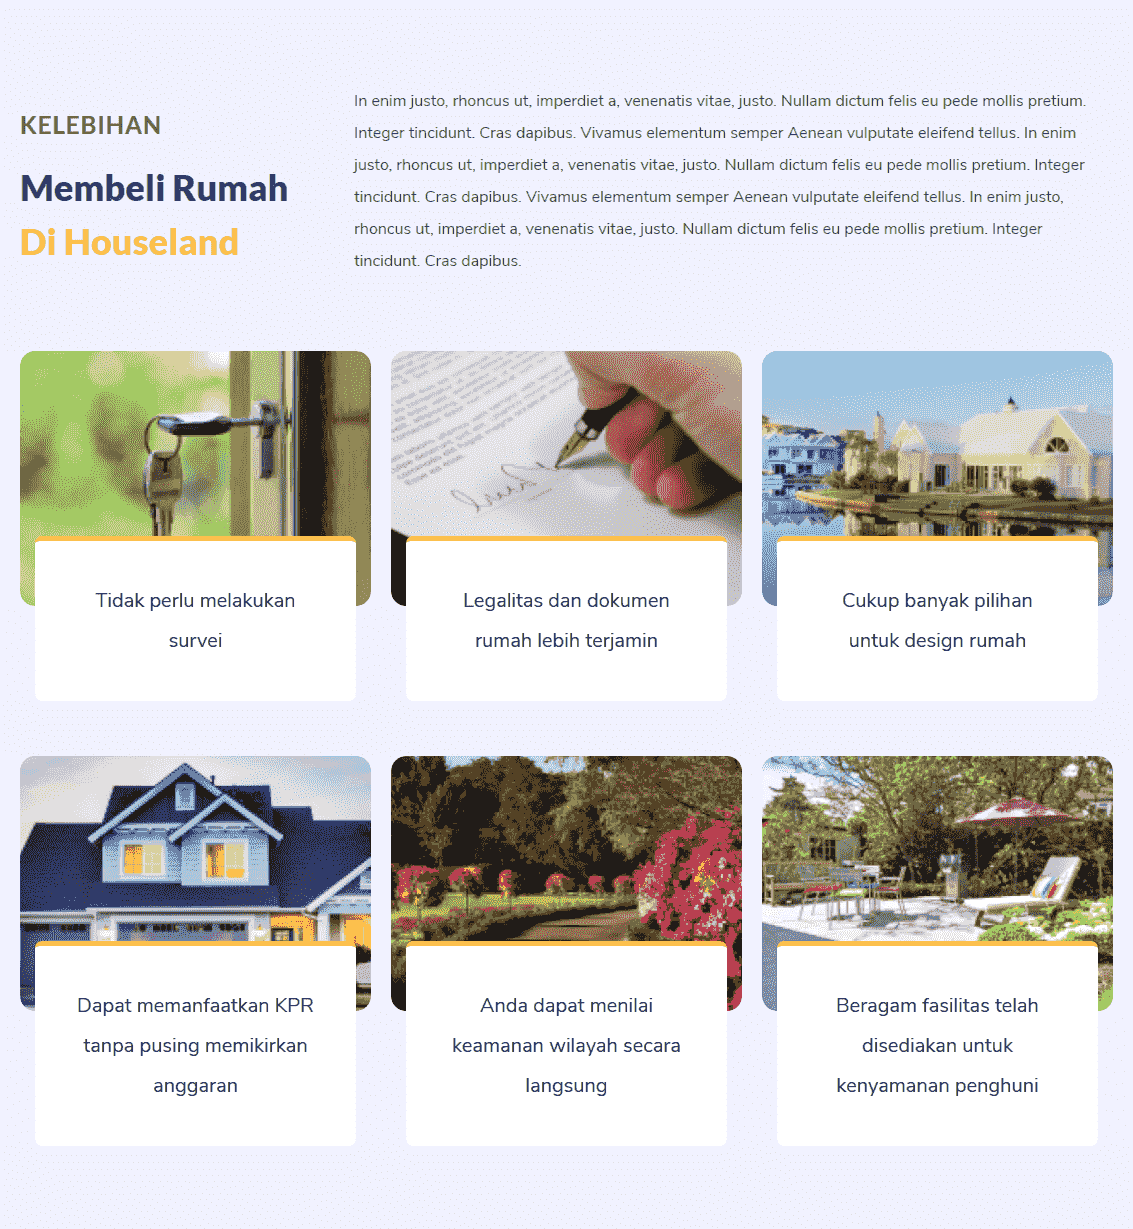 KELEBIHAN
Membeli Rumah
Di Houseland
In enim justo, rhoncus ut, imperdiet a, venenatis vitae, justo. Nullam dictum felis eu pede mollis pretium.
Integer tincidunt. Cras dapibus. Vivamus elementum semper Aenean vulputate eleifend tellus. In enim
justo, rhoncus ut, imperdiet a, venenatis vitae, justo. Nullam dictum felis eu pede mollis pretium. Integer
tincidunt. Cras dapibus. Vivamus elementum semper Aenean vulputate eleifend tellus. In enim justo,
rhoncus ut, imperdiet a, venenatis vitae, justo. Nullam dictum felis eu pede mollis pretium. Integer
tincidunt. Cras dapibus.
Tidak perlu melakukan
survei
Legalitas dan dokumen
rumah lebih terjamin
Cukup banyak pilihan
untuk design rumah
Dapat memanfaatkan KPR
tanpa pusing memikirkan
anggaran
Anda dapat menilai
keamanan wilayah secara
langsung
Beragam fasilitas telah
disediakan untuk
kenyamanan penghuni